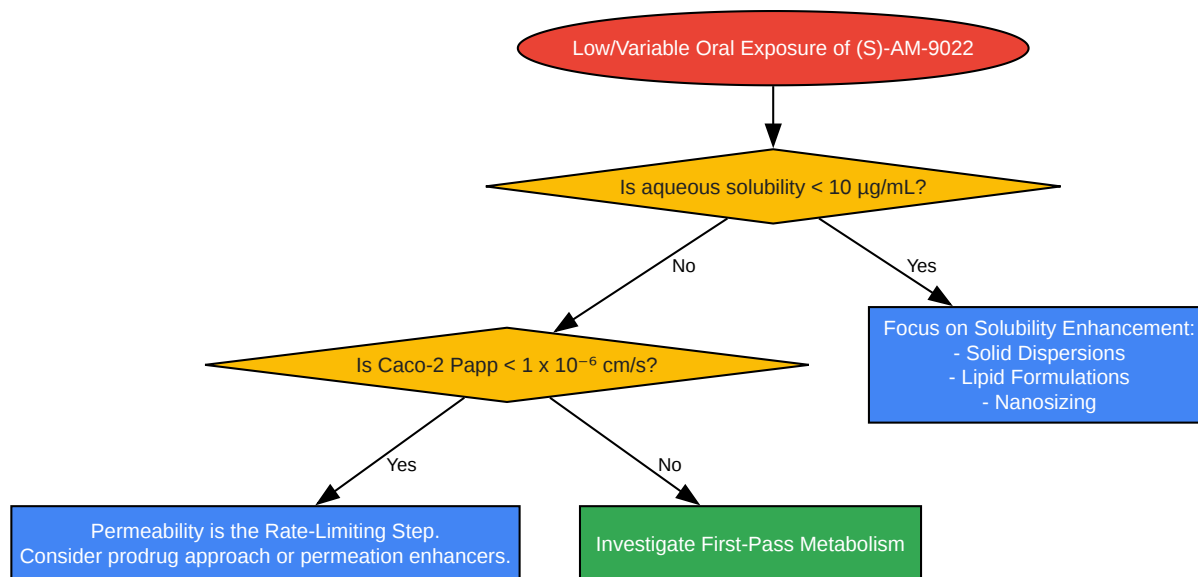 Low/Variable Oral Exposure of (S)-AM-9022
Is aqueous solubility < 10 µg/mL?
No
Yes
Focus on Solubility Enhancement:
- Solid Dispersions
- Lipid Formulations
- Nanosizing
Is Caco-2 Papp < 1 x 10⁻⁶ cm/s?
Yes
No
Permeability is the Rate-Limiting Step.
Consider prodrug approach or permeation enhancers.
Investigate First-Pass Metabolism